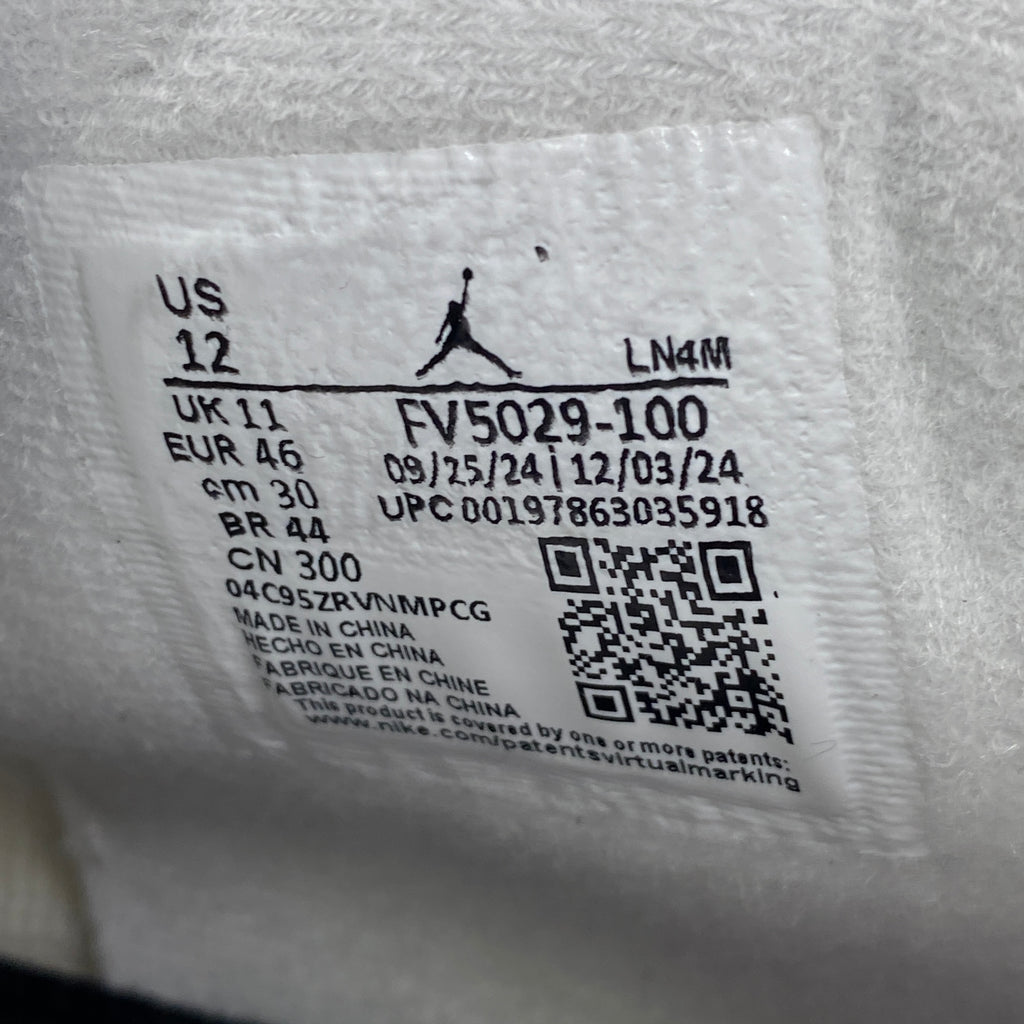 US
12
LN4M
UK 11
FV5029-100
EUR 46
09/25/24 | 12/03/24
cm 30
UPC 00197863035918
BR 44
CN 300
04C95ZRVNMPCG
MADE IN CHINA
HECHO EN CHINA
FABRIQUE EN CHINE
FABRICADO NA CHINA
This product is covered by one or more patents:
www.nike.com/patentsvirtualmarking